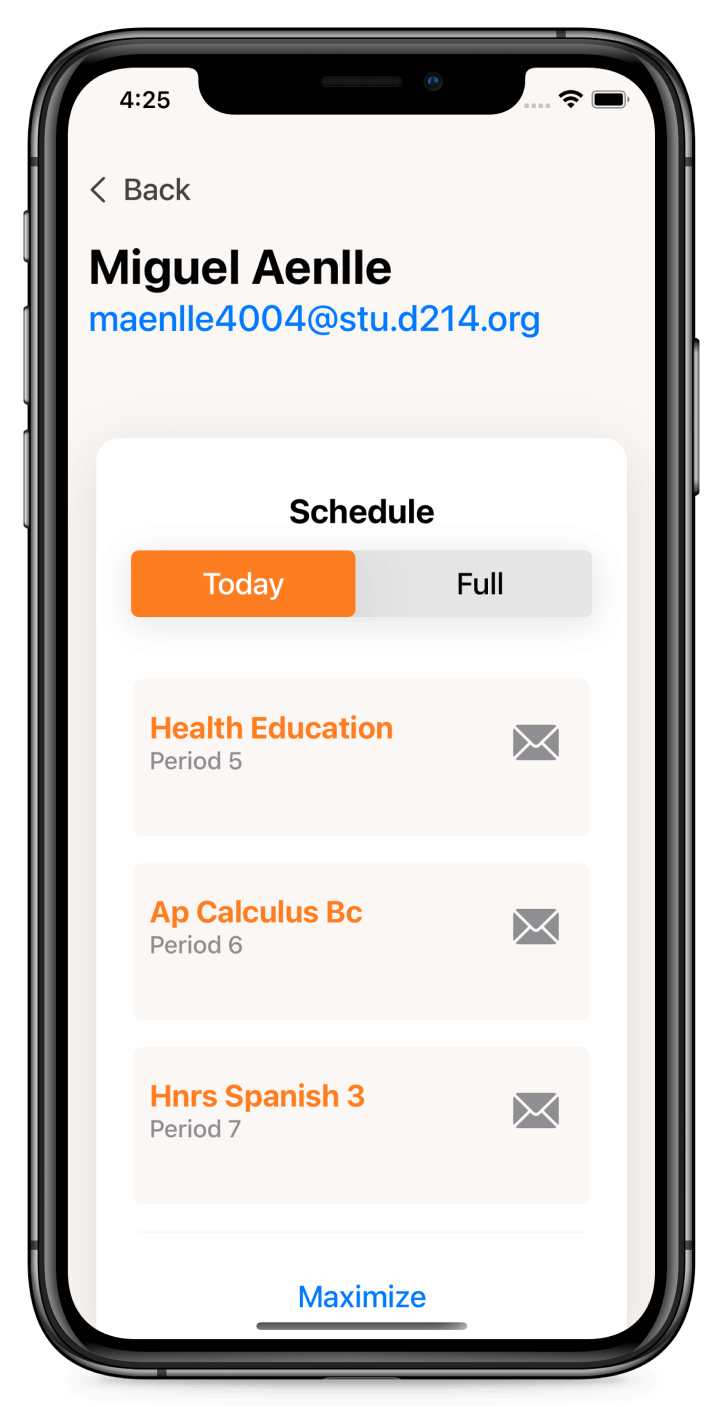 4:25
Back
Miguel Aenlle
maenlle4004@stu.d214.org
Schedule
Today Full
Health Education
Period 5
Ap Calculus Bc
Period 6
Hnrs Spanish 3
Period 7
Maximize